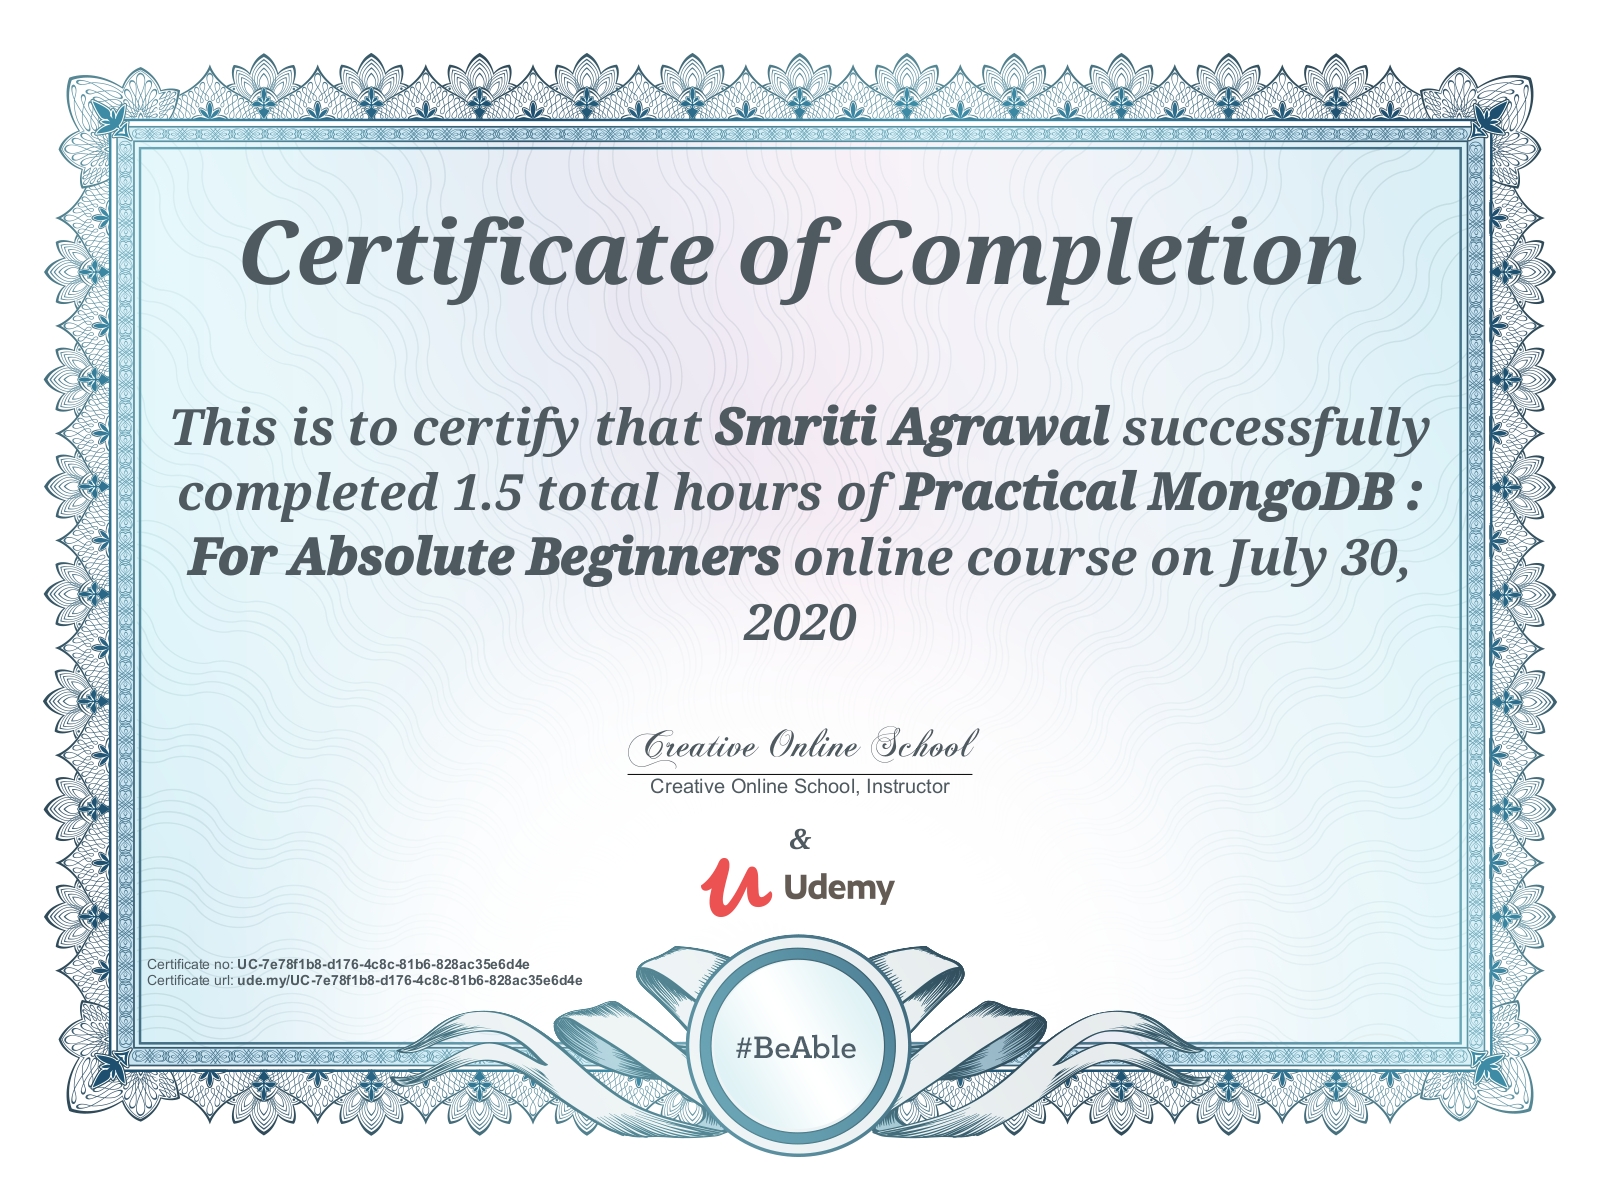 Certificate of Completion
This is to certify that Smriti Agrawal successfully
completed 1.5 total hours of Practical MongoDB :
For Absolute Beginners online course on July 30,
2020
Creative Online School
Creative Online School, Instructor
&
Udemy
Certificate no: UC-7e78f1b8-d176-4c8c-81b6-828ac35e6d4e
Certificate url: ude.my/UC-7e78f1b8-d176-4c8c-81b6-828ac35e6d4e
#BeAble